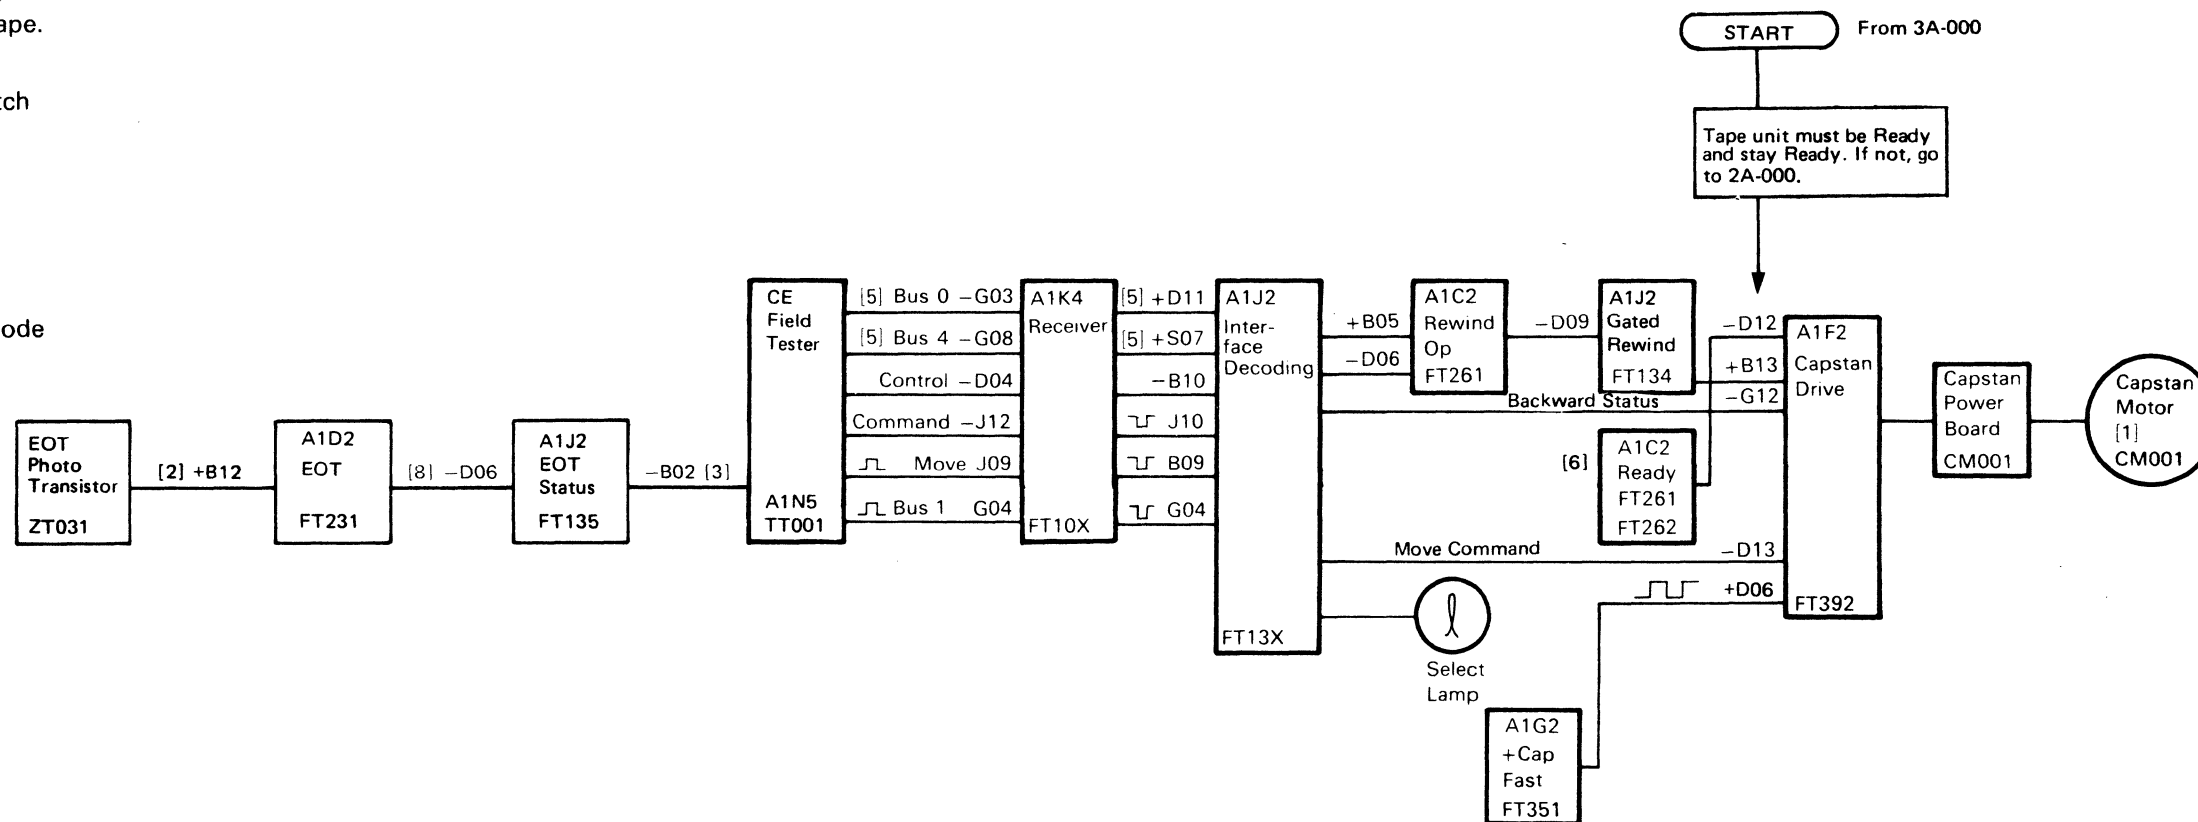 ape.
tch
ode
START
From 3A-000
Tape unit must be Ready
and stay Ready. If not, go
to 2A-000.
EOT
Photo
Transistor
ZT031
[2] +B12
A1D2
EOT
FT231
[8] −D06
A1J2
EOT
Status
FT135
−B02 [3]
CE
Field
Tester
A1N5
TT001
[5] Bus 0 −G03
[5] Bus 4 −G08
Control −D04
Command −J12
Move J09
Bus 1 G04
A1K4
Receiver
FT10X
[5] +D11
[5] +S07
−B10
J10
B09
G04
A1J2
Inter-
face
Decoding
FT13X
+B05
−D06
A1C2
Rewind
Op
FT261
−D09
A1J2
Gated
Rewind
FT134
Backward Status
[6]
A1C2
Ready
FT261
FT262
Move Command
Select
Lamp
A1G2
+Cap
Fast
FT351
−D12
+B13
−G12
−D13
+D06
A1F2
Capstan
Drive
FT392
Capstan
Power
Board
CM001
Capstan
Motor
[1]
CM001